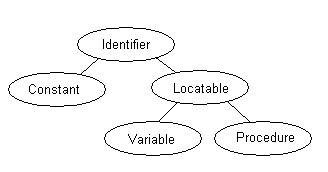 Identifier
Constant
Locatable
Variable
Procedure